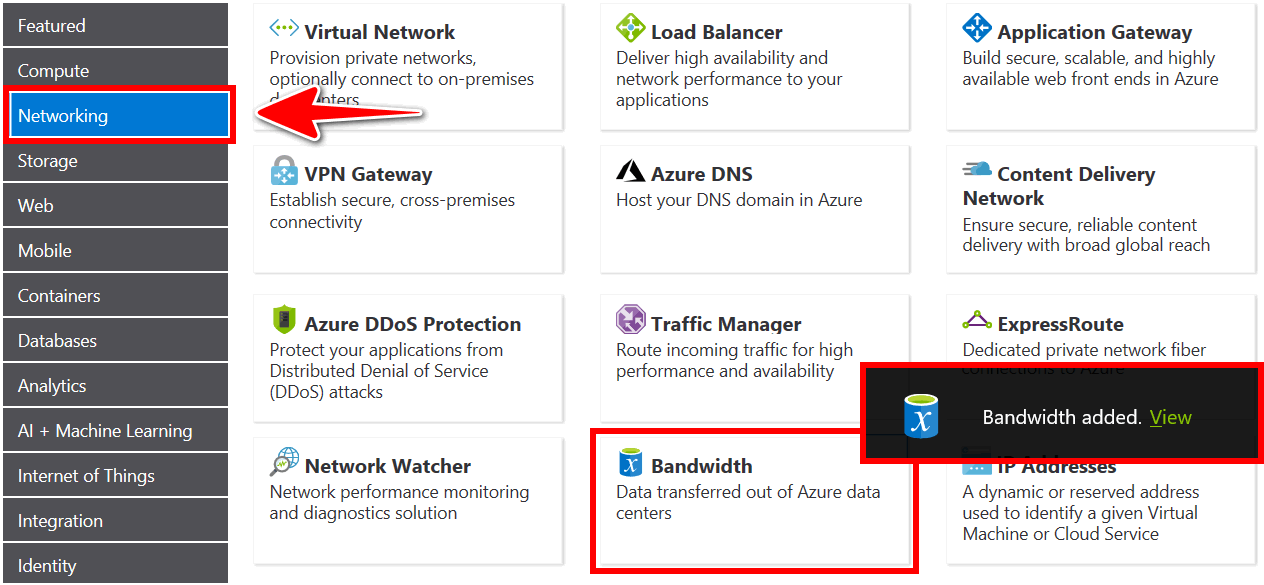 Featured
Compute
Networking
Storage
Web
Mobile
Containers
Databases
Analytics
AI + Machine Learning
Internet of Things
Integration
Identity
Virtual Network
Provision private networks,
optionally connect to on-premises
Load Balancer
Deliver high availability and
network performance to your
applications
Application Gateway
Build secure, scalable, and highly
available web front ends in Azure
VPN Gateway
Establish secure, cross-premises
connectivity
Azure DNS
Host your DNS domain in Azure
Content Delivery
Network
Ensure secure, reliable content
delivery with broad global reach
Azure DDoS Protection
Protect your applications from
Distributed Denial of Service
(DDoS) attacks
Traffic Manager
Route incoming traffic for high
performance and availability
ExpressRoute
Dedicated private network fiber
connections to Azure
Bandwidth added. View
Network Watcher
Network performance monitoring
and diagnostics solution
Bandwidth
Data transferred out of Azure data
centers
IP Addresses
A dynamic or reserved address
used to identify a given Virtual
Machine or Cloud Service